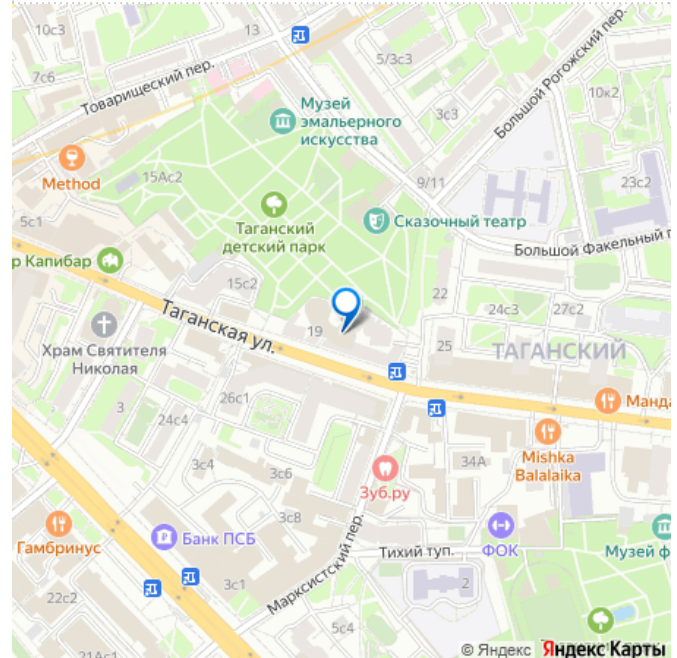 10с3
13
5/3с3
7с6
Товарищеский пер.
Большой Рогожский пер.
10к2
Музей
эмальерного
искусства
3с3
Method
15Ас2
9/11
23с2
5с1
Таганский
детский парк
Сказочный театр
Большой Факельный п
р Капибар
15с2
22
24с3
27с2
Таганская ул.
19
Храм Святителя
Николая
25
ТАГАНСКИЙ
26с1
3
24с4
Манда
Mishka
Balalaika
3с4
3с6
34А
Зуб.ру
3с8
Гамбринус
Банк ПСБ
Марксистский пер.
Тихий туп.
ФОК
Музей ф
3с1
2
22с2
5с4
21Ас1
© Яндекс
Яндекс Карты